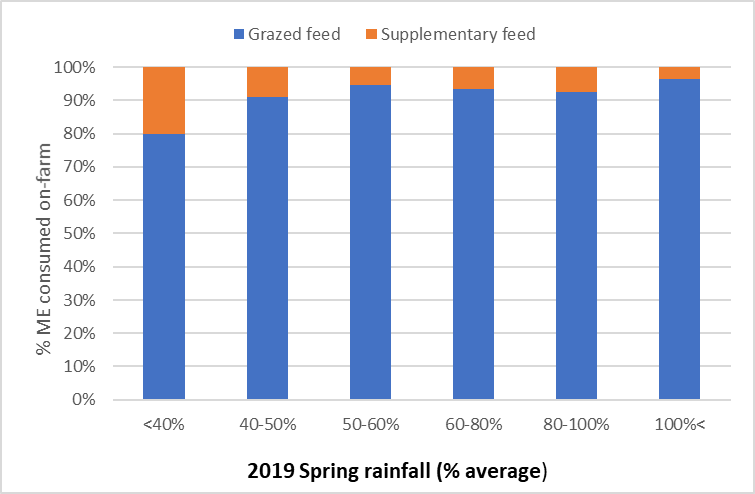 Grazed feed Supplementary feed
100%
90%
80%
70%
60%
50%
40%
30%
20%
10%
0%
% ME consumed on-farm
<40% 40-50% 50-60% 60-80% 80-100% 100%<
2019 Spring rainfall (% average)